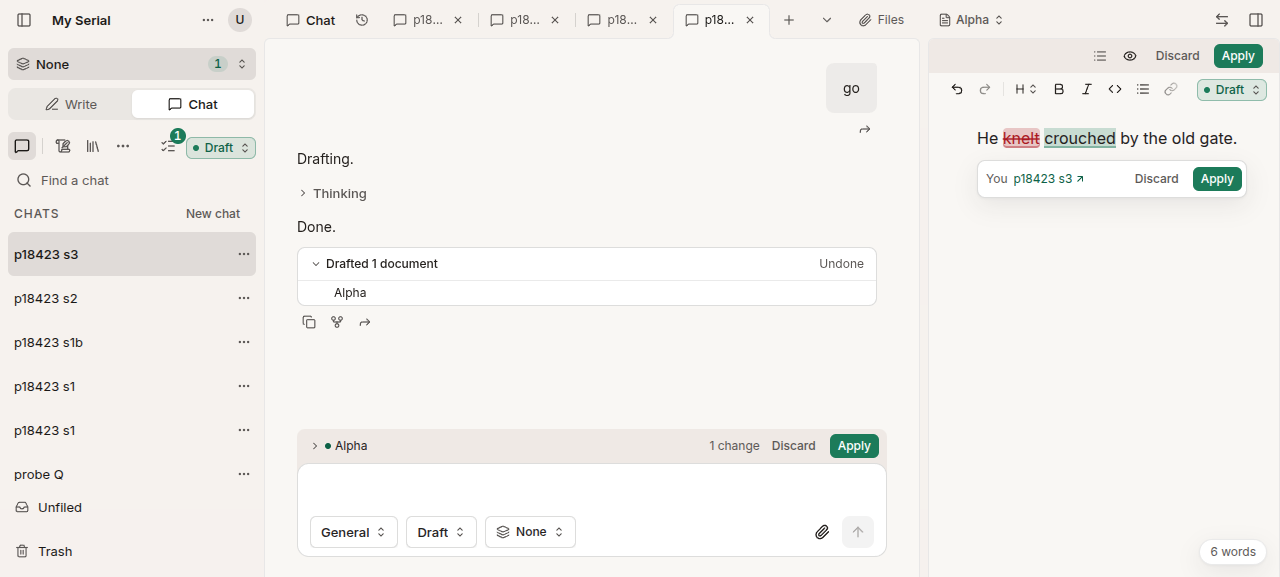 My Serial
U
None
1
Write
Chat
1
Draft
Find a chat
CHATS
New chat
p18423 s3
p18423 s2
p18423 s1b
p18423 s1
p18423 s1
probe Q
Unfiled
Trash
Chat
p18...
p18...
p18...
p18...
Files
go
Drafting.
Thinking
Done.
Drafted 1 document
Undone
Alpha
Alpha
1 change
Discard
Apply
General
Draft
None
Alpha
Discard
Apply
H
B
I
Draft
He knelt crouched by the old gate.
You p18423 s3
Discard
Apply
6 words